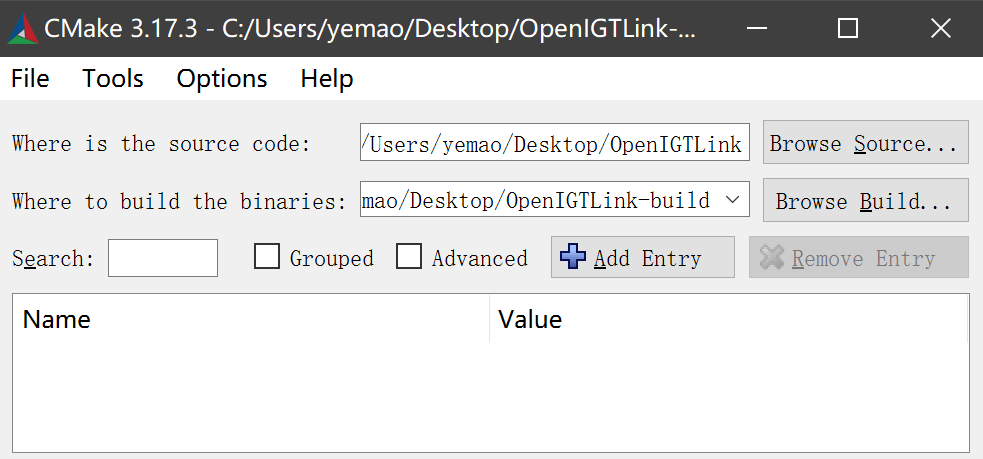 CMake 3.17.3 - C:/Users/yemao/Desktop/OpenIGTLink-...
File Tools Options Help
Where is the source code: /Users/yemao/Desktop/OpenIGTLink Browse Source...
Where to build the binaries: mao/Desktop/OpenIGTLink-build Browse Build...
Search: Grouped Advanced Add Entry Remove Entry
Name Value